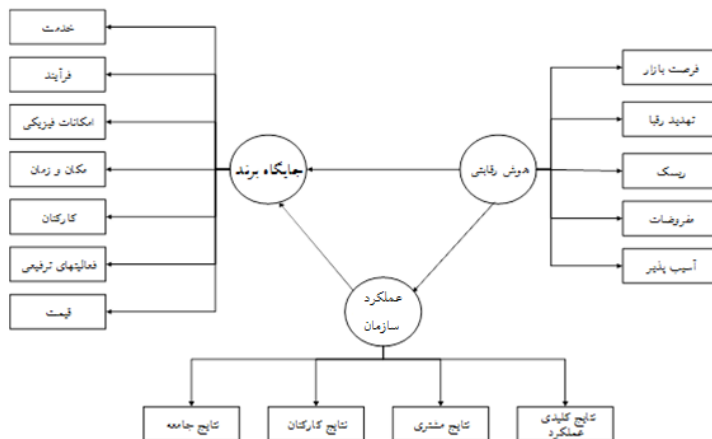 خدمت
فرآیند
امکانات فیزیکی
مکان و زمان
کارکنان
فعالیتهای ترفیعی
قیمت
جایگاه برند
هوش رقابتی
عملکرد
سازمان
فرصت بازار
تهدید رقبا
ریسک
مفروضات
آسیب پذیر
نتایج کلیدی
عملکرد
نتایج مشتری
نتایج کارکنان
نتایج جامعه